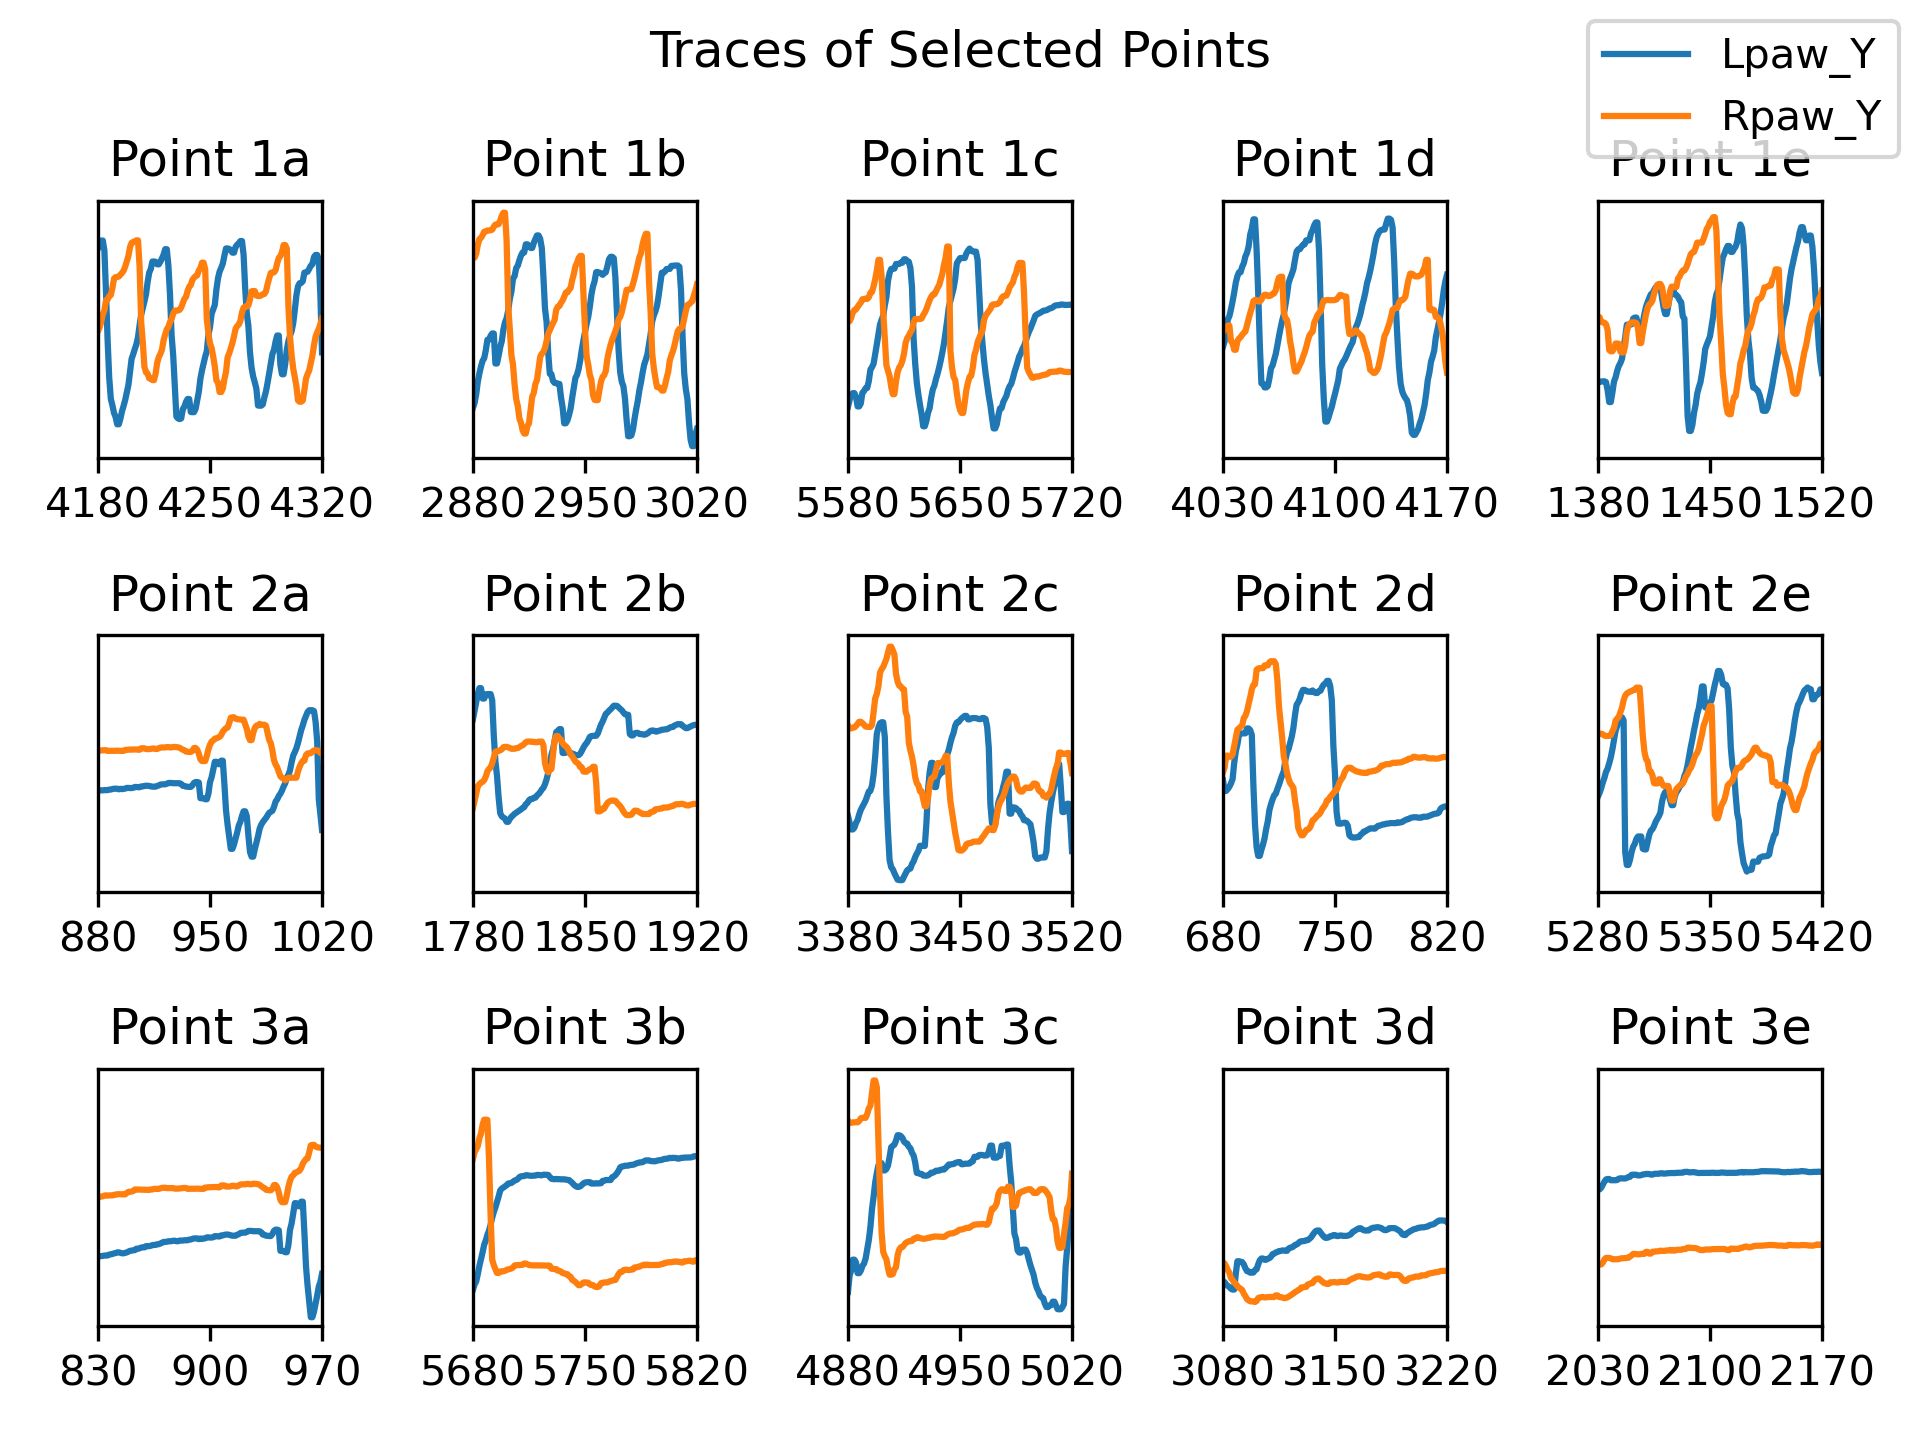 Traces of Selected Points
Lpaw_Y
Rpaw_Y
Point 1a
Point 1b
Point 1c
Point 1d
Point 1e
4180 4250 4320
2880 2950 3020
5580 5650 5720
4030 4100 4170
1380 1450 1520
Point 2a
Point 2b
Point 2c
Point 2d
Point 2e
880 950 1020
1780 1850 1920
3380 3450 3520
680 750 820
5280 5350 5420
Point 3a
Point 3b
Point 3c
Point 3d
Point 3e
830 900 970
5680 5750 5820
4880 4950 5020
3080 3150 3220
2030 2100 2170